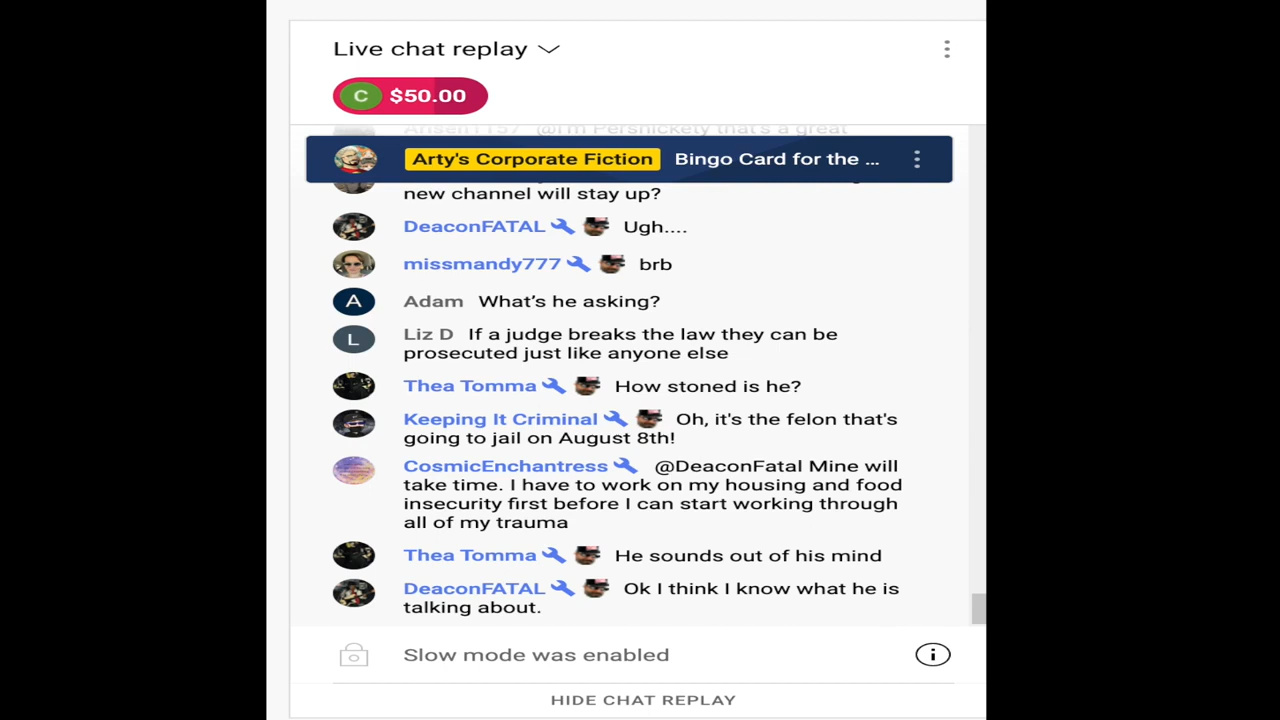 Live chat replay
C $50.00
Ansell1157 @I'm Pershickety that's a great
Arty's Corporate Fiction Bingo Card for the ...
new channel will stay up?
DeaconFATAL Ugh....
missmandy777 brb
A Adam What’s he asking?
L Liz D If a judge breaks the law they can be
prosecuted just like anyone else
Thea Tomma How stoned is he?
Keeping It Criminal Oh, it's the felon that's
going to jail on August 8th!
CosmicEnchantress @DeaconFatal Mine will
take time. I have to work on my housing and food
insecurity first before I can start working through
all of my trauma
Thea Tomma He sounds out of his mind
DeaconFATAL Ok I think I know what he is
talking about.
Slow mode was enabled
HIDE CHAT REPLAY